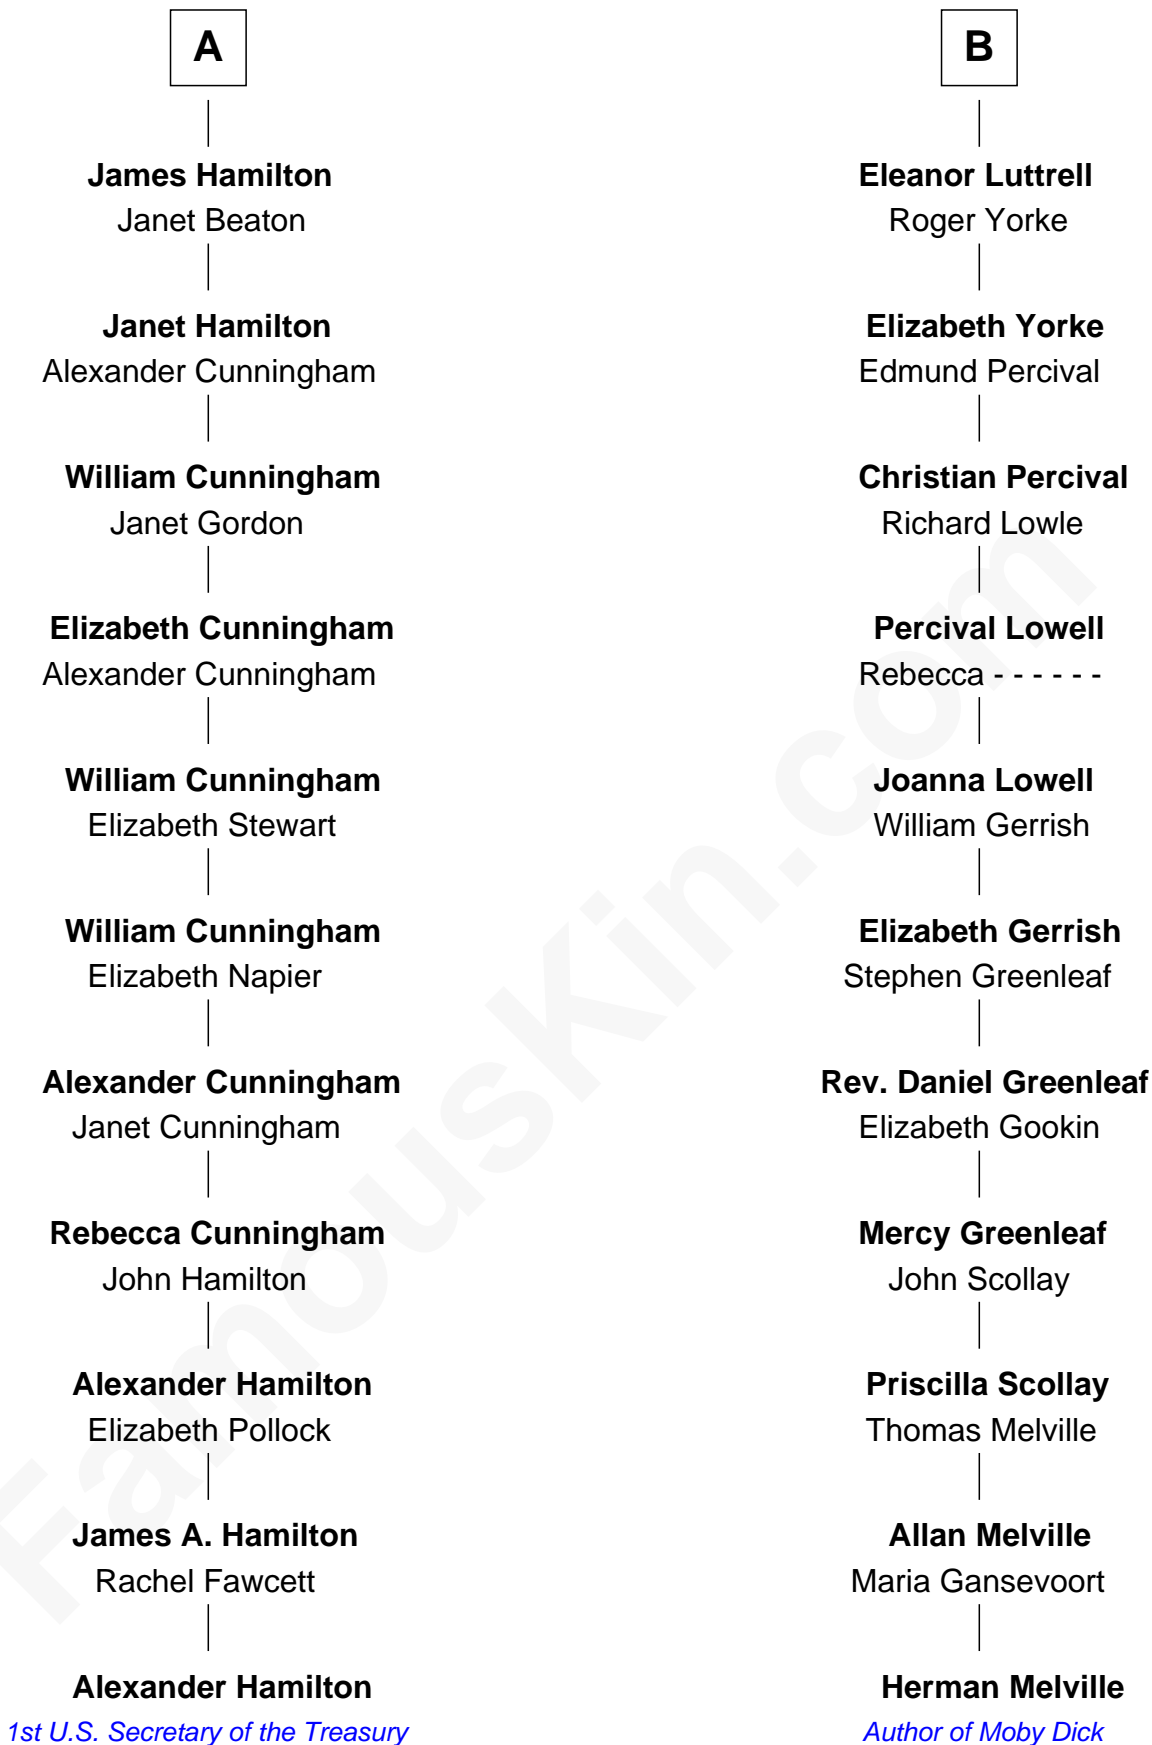 A
James Hamilton
Janet Beaton
Janet Hamilton
Alexander Cunningham
William Cunningham
Janet Gordon
Elizabeth Cunningham
Alexander Cunningham
William Cunningham
Elizabeth Stewart
William Cunningham
Elizabeth Napier
Alexander Cunningham
Janet Cunningham
Rebecca Cunningham
John Hamilton
Alexander Hamilton
Elizabeth Pollock
James A. Hamilton
Rachel Fawcett
Alexander Hamilton
1st U.S. Secretary of the Treasury
B
Eleanor Luttrell
Roger Yorke
Elizabeth Yorke
Edmund Percival
Christian Percival
Richard Lowle
Percival Lowell
Rebecca - - - - - -
Joanna Lowell
William Gerrish
Elizabeth Gerrish
Stephen Greenleaf
Rev. Daniel Greenleaf
Elizabeth Gookin
Mercy Greenleaf
John Scollay
Priscilla Scollay
Thomas Melville
Allan Melville
Maria Gansevoort
Herman Melville
Author of Moby Dick
FamousKin.com